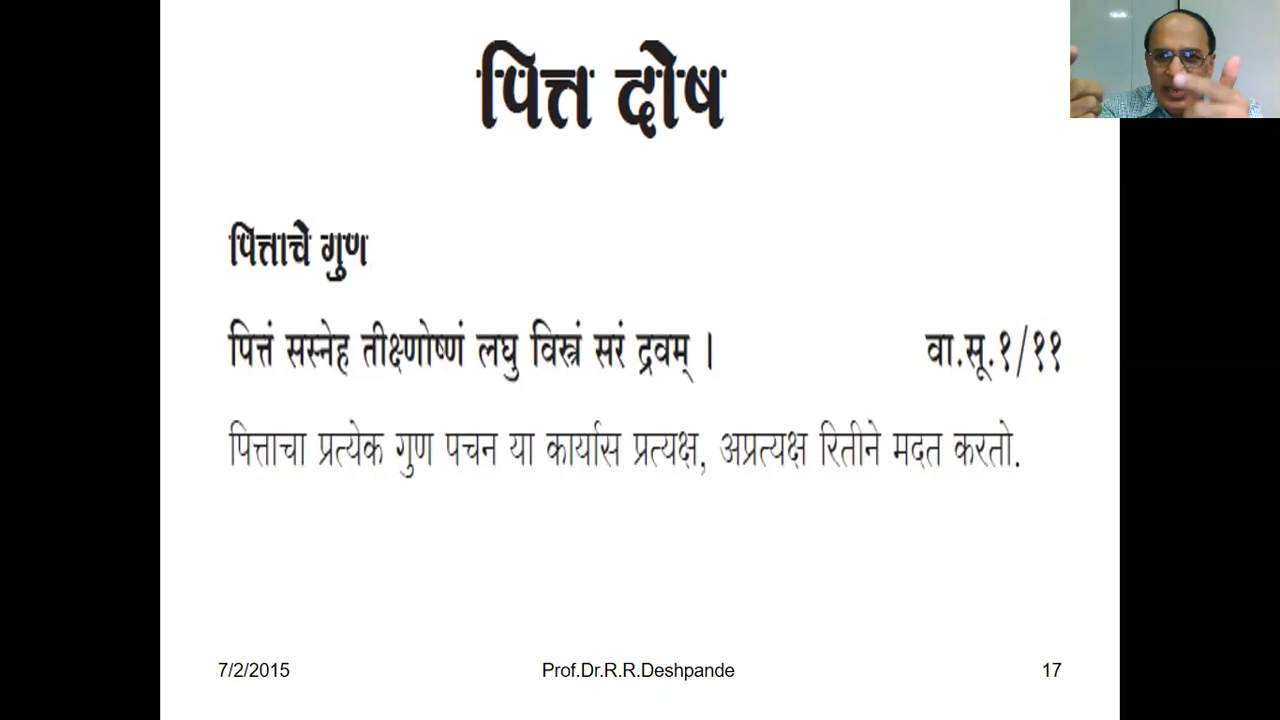 पित्त दोष
पित्ताचे गुण
पित्तं सस्नेह तीक्ष्णोष्णं लघु विस्त्रं सरं द्रवम् । वा.सू.१/११
पित्ताचा प्रत्येक गुण पचन या कार्यास प्रत्यक्ष, अप्रत्यक्ष रितीने मदत करतो.
7/2/2015 Prof.Dr.R.R.Deshpande 17